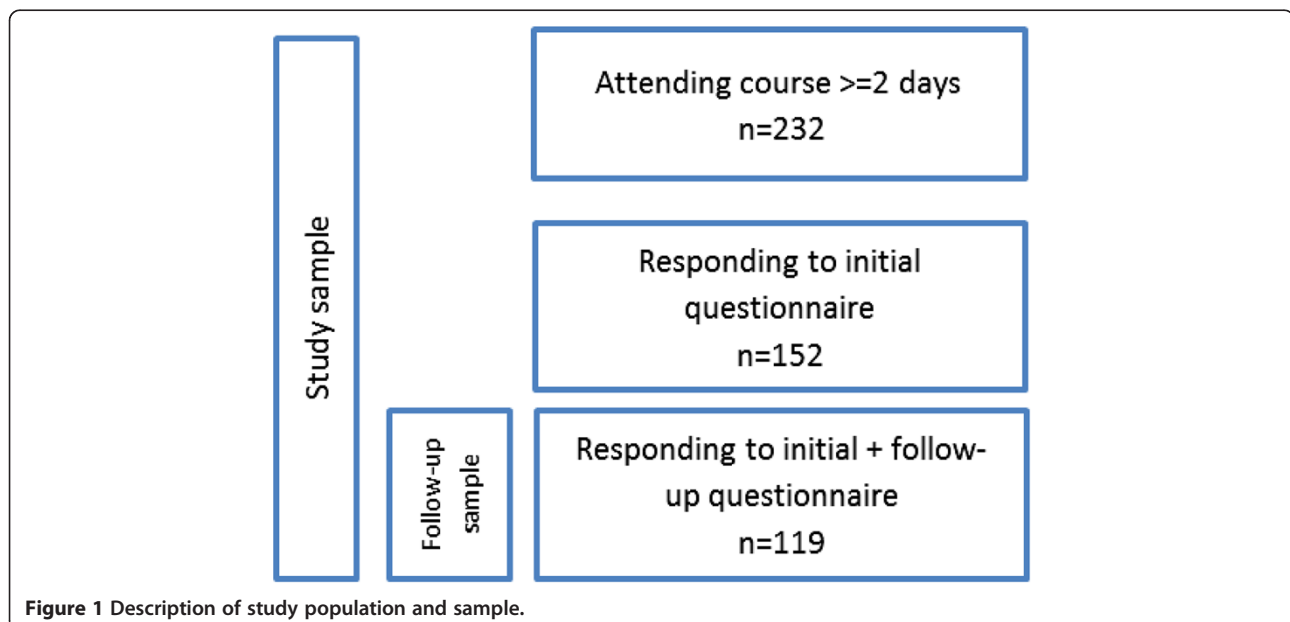 Study sample
Attending course >=2 days
n=232
Responding to initial
questionnaire
n=152
Follow-up
sample
Responding to initial + follow-
up questionnaire
n=119
Figure 1 Description of study population and sample.